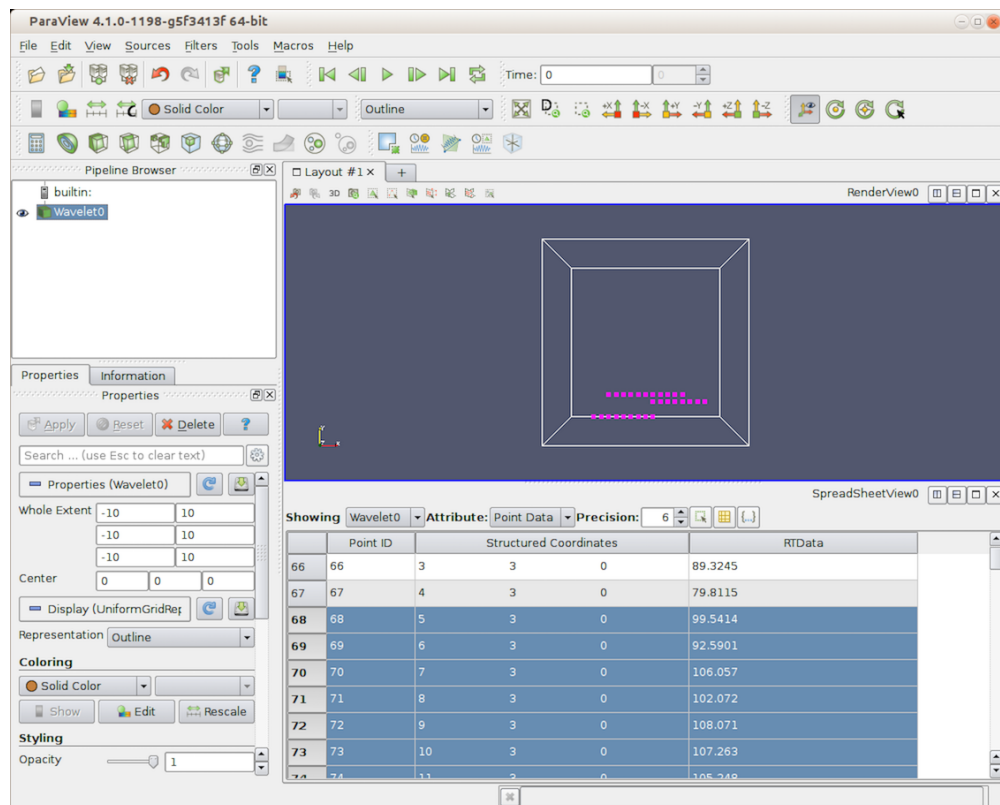 ParaView 4.1.0-1198-g5f3413f 64-bit
File Edit View Sources Filters Tools Macros Help
Time: 0 0
Solid Color Outline +X -X +Y -Y +Z -Z
Pipeline Browser
builtin:
Wavelet0
Layout #1 × +
3D RenderView0
Properties Information
Properties
Apply Reset Delete ?
Search ... (use Esc to clear text)
Properties (Wavelet0)
Whole Extent -10 10
-10 10
-10 10
Center 0 0 0
Display (UniformGridRep
Representation Outline
Coloring
Solid Color
Show Edit Rescale
Styling
Opacity 1
Y
X
SpreadSheetView0
Showing Wavelet0 Attribute: Point Data Precision: 6
Point ID Structured Coordinates RTData
66 66 3 3 0 89.3245
67 67 4 3 0 79.8115
68 68 5 3 0 99.5414
69 69 6 3 0 92.5901
70 70 7 3 0 106.057
71 71 8 3 0 102.072
72 72 9 3 0 108.071
73 73 10 3 0 107.263
74 74 11 3 0 105.248